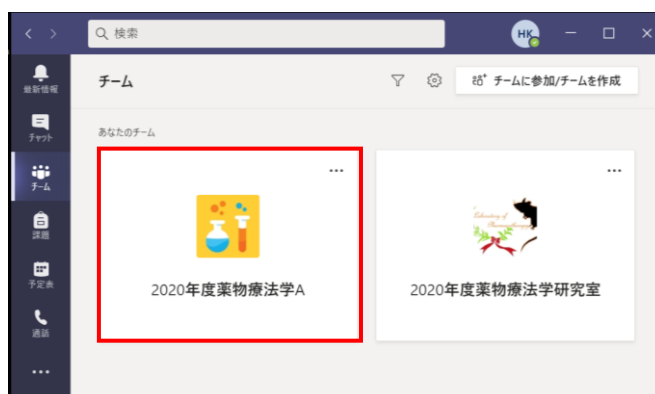 検索
HK
最新情報
チャット
チーム
課題
予定表
通話
チーム
チームに参加/チームを作成
あなたのチーム
2020年度薬物療法学A
Laboratory of
2020年度薬物療法学研究室